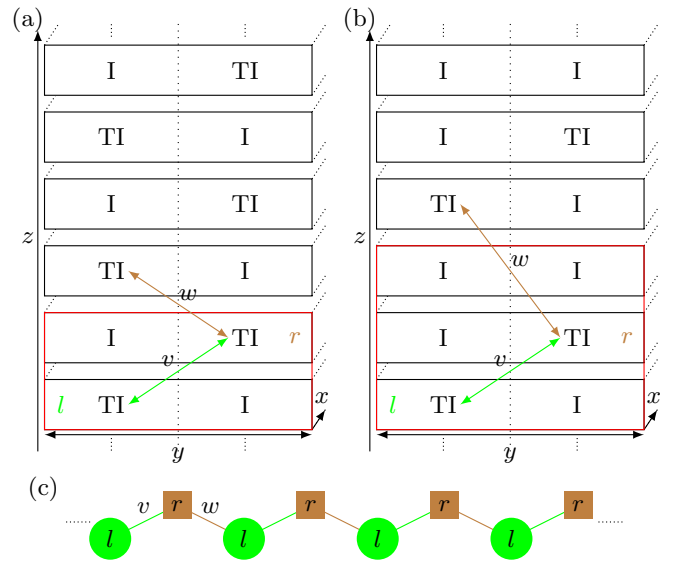 (a)
(b)
I TI
I I
TI I
I TI
I TI
TI I
z
z
TI I
I I
w
w
I TI r
I TI r
v
v
l TI I
l TI I
x
x
y
y
(c)
v r w r r r
l l l l